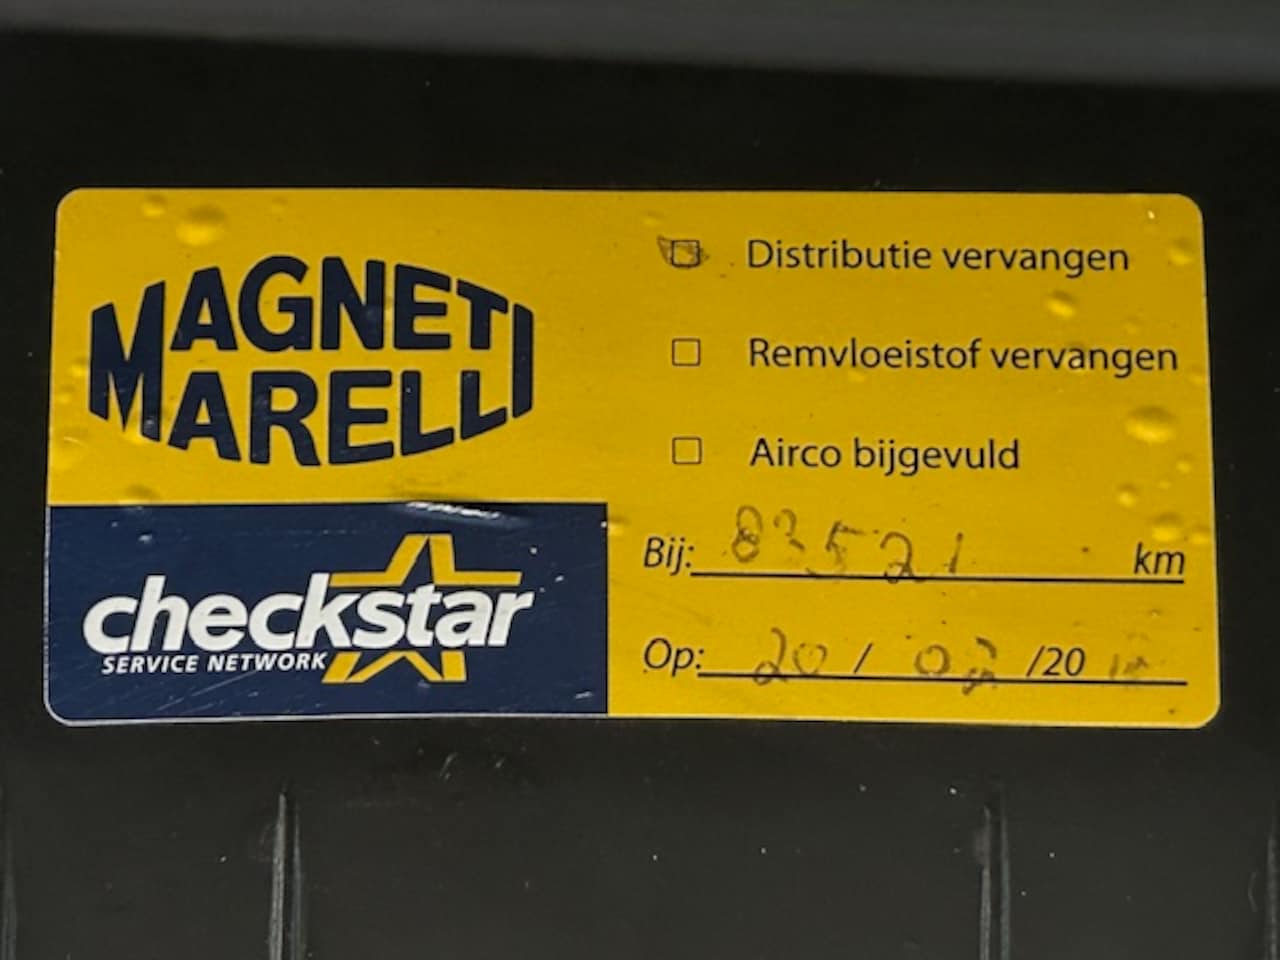 MAGNETI
MARELLI
checkstar
SERVICE NETWORK
Distributie vervangen
Remvloeistof vervangen
Airco bijgevuld
Bij: 83521 km
Op: 20 / 02 /20